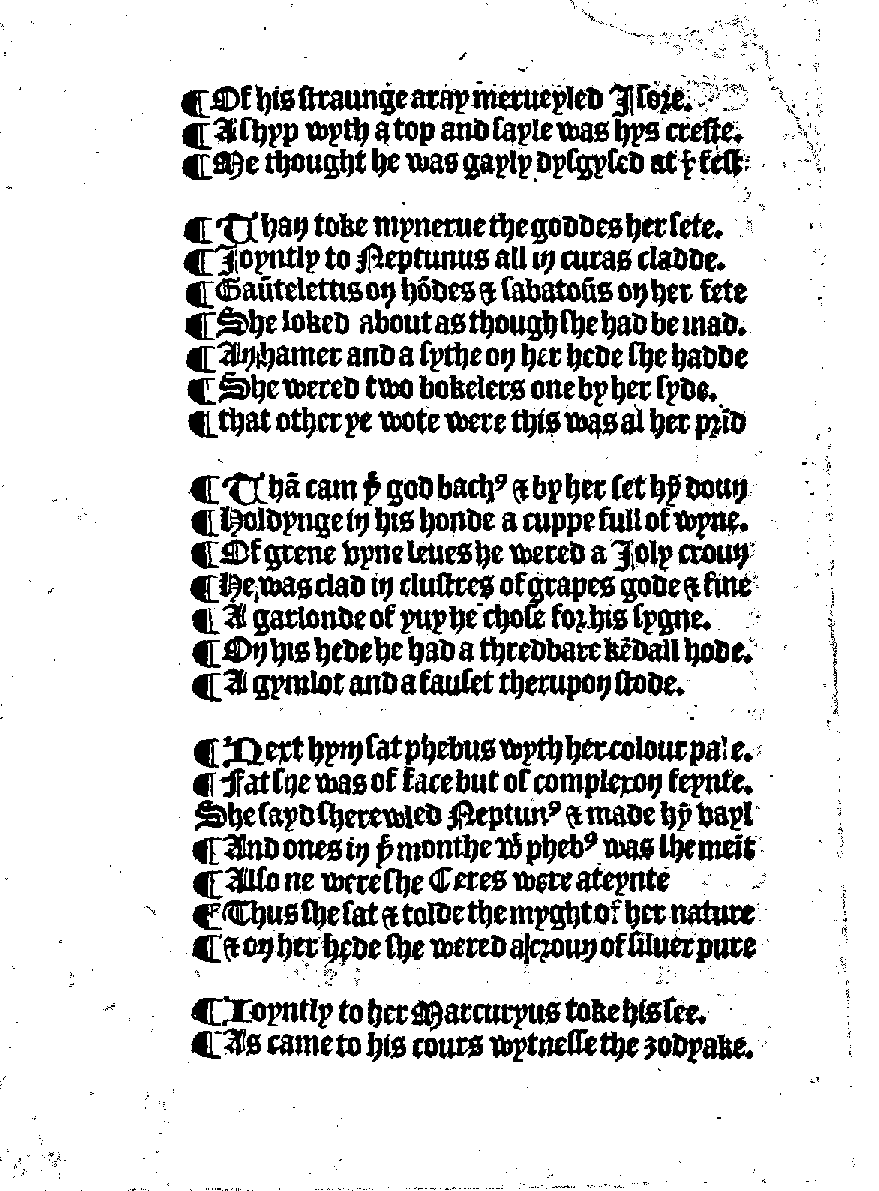 ¶ Of his straunge aray merueyled I sore.
¶ A shyp wyth a top and sayle was hys creste.
¶ Me thought he was gayly dysgysed at þͤ fest

¶ Than toke mynerue the goddes her sete.
¶ Joyntly to Neptunus all in curas cladde.
¶ Gaūtelettis on hōdes & sabatoūs on her fete
¶ She loked about as though she had be mad.
¶ An hamer and a sythe on her hede she hadde
¶ She wered two bokelers one by her syde.
¶ that other ye wote were this was al her prid

¶ Thā cam þͤ god bachꝰ & by her set hȳ doun
¶ Holdynge in his honde a cuppe full of wyne.
¶ Of grene vyne leues he wered a Joly croun
¶ He was clad in clustres of grapes gode & fine
¶ A garlonde of yuy he chose for his sygne.
¶ On his hede he had a thredbare kēdall hode.
¶ A gymlot and a fauset therupon stode.

¶ Next hym sat phebus wyth her colour pale.
¶ Fat she was of face but of complexon feynte.
She sayd she rewled Neptunꝰ & made hȳ vayl
¶ And ones in þͤ monthe wͭ phebꝰ was she meīt
¶ Also ne were she Ceres were ateynte
¶ Thus she sat & tolde the myght of her nature
¶ & on her hede she wered a croun of siluer pure

¶ Ioyntly to her Marcuryus toke his see.
¶ As came to his cours wytnesse the zodyake.